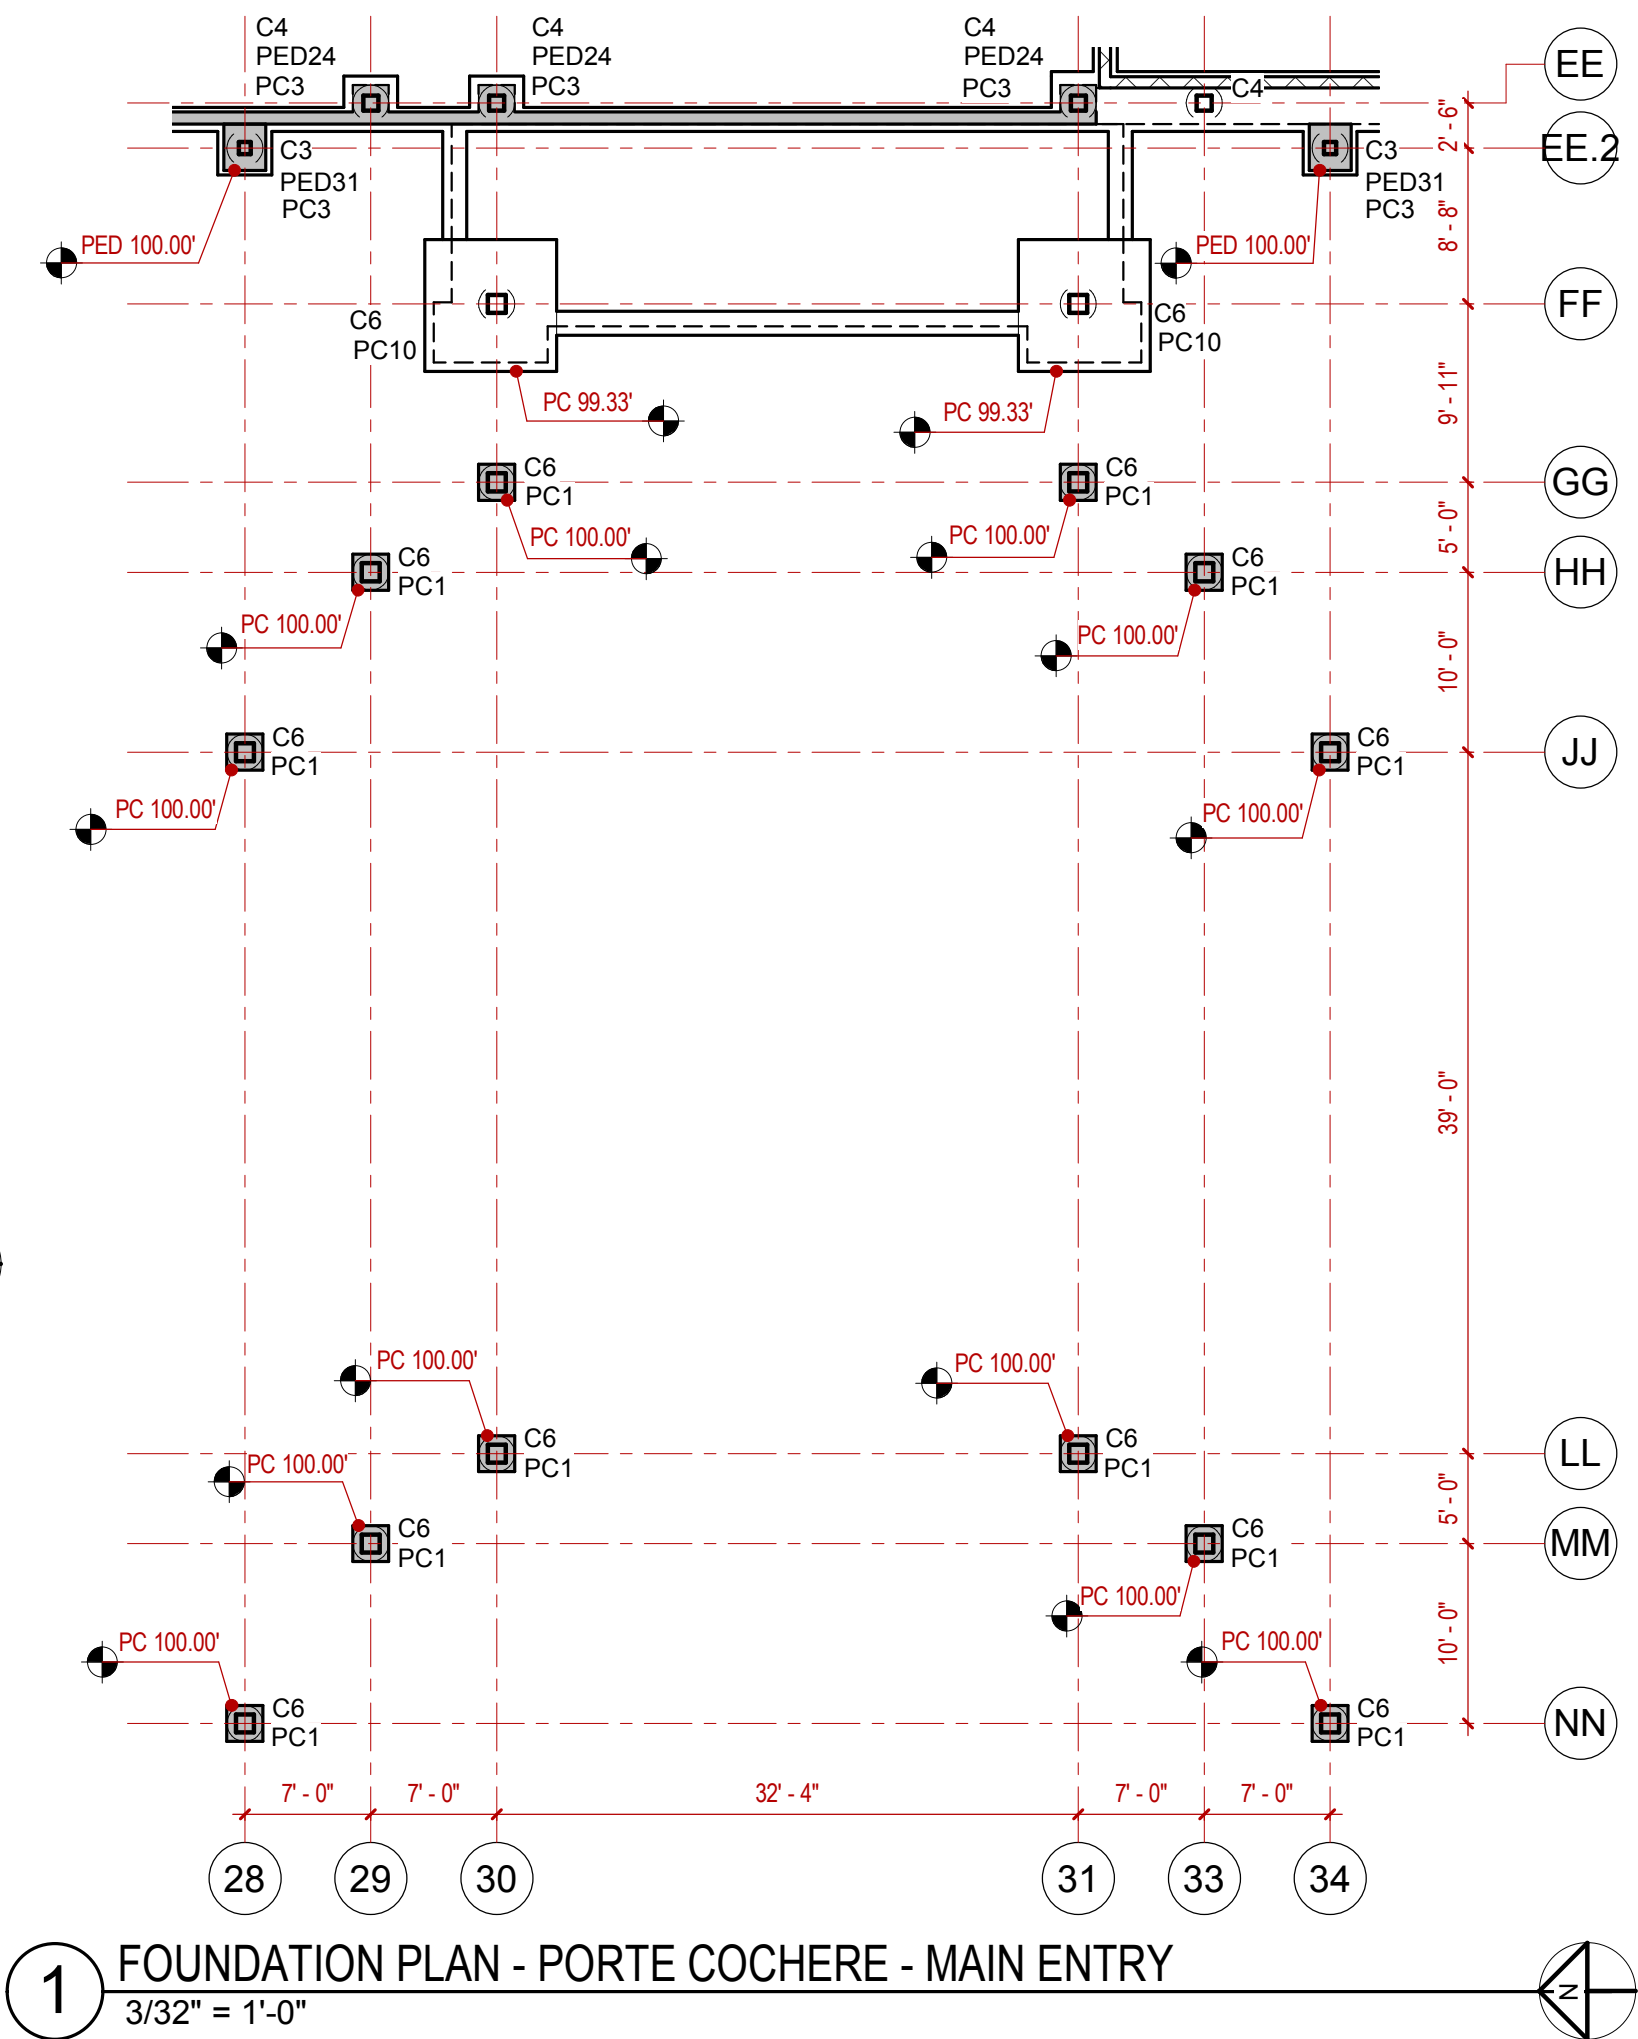 C4
PED24
PC3
C4
PED24
PC3
C4
PED24
PC3
C4
EE
2' - 6"
EE.2
C3
PED31
PC3
C3
PED31
PC3
PED 100.00'
PED 100.00'
8' - 8"
FF
C6
PC10
C6
PC10
PC 99.33'
PC 99.33'
9' - 11"
C6
PC1
C6
PC1
GG
PC 100.00'
PC 100.00'
5' - 0"
C6
PC1
C6
PC1
HH
PC 100.00'
PC 100.00'
10' - 0"
C6
PC1
C6
PC1
JJ
PC 100.00'
PC 100.00'
39' - 0"
PC 100.00'
PC 100.00'
C6
PC1
C6
PC1
LL
PC 100.00'
5' - 0"
C6
PC1
C6
PC1
MM
PC 100.00'
10' - 0"
PC 100.00'
PC 100.00'
C6
PC1
C6
PC1
NN
7' - 0"
7' - 0"
32' - 4"
7' - 0"
7' - 0"
28
29
30
31
33
34
1
FOUNDATION PLAN - PORTE COCHERE - MAIN ENTRY
3/32" = 1'-0"
N